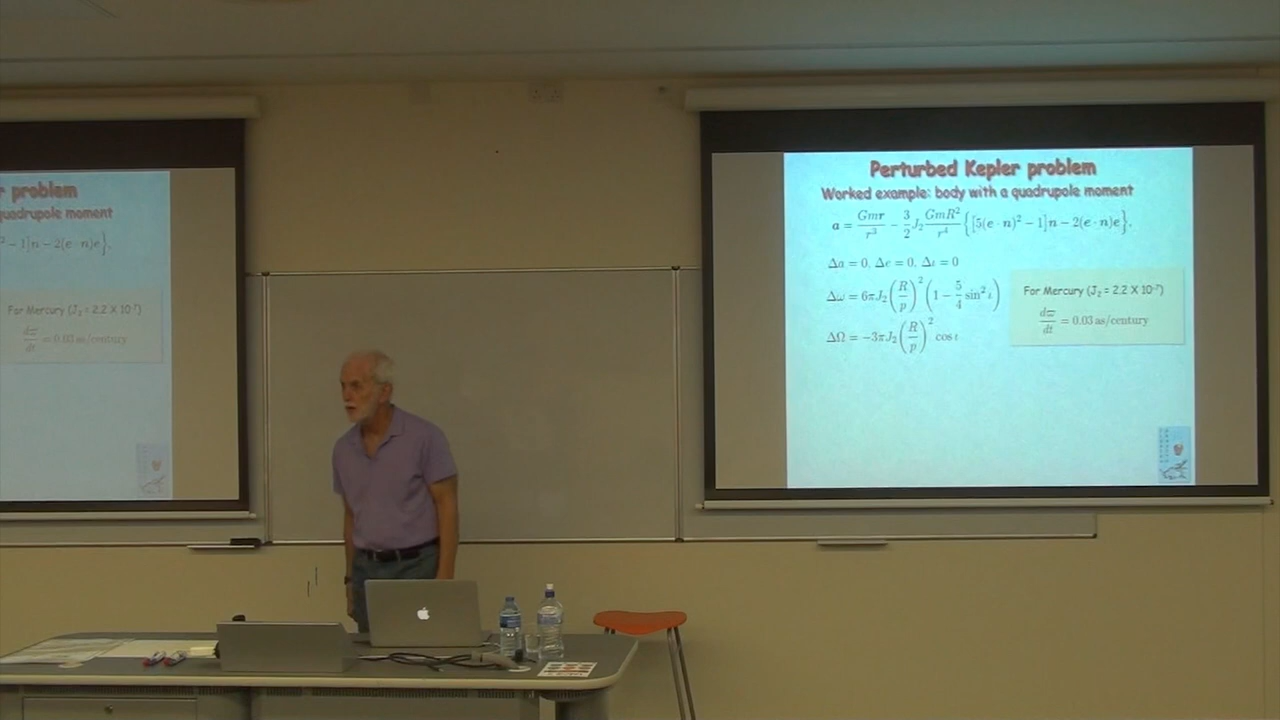 r problem
quadrupole moment
² − 1]n − 2(e · n)e}.
For Mercury (J₂ = 2.2 X 10⁻⁷)
dϖ/dt = 0.03 as/century
Perturbed Kepler problem
Worked example: body with a quadrupole moment
a = Gmr/r³ − 3/2 J₂ GmR²/r⁴ {[5(e · n)² − 1]n − 2(e · n)e}.
Δa = 0, Δe = 0, Δι = 0
Δω = 6πJ₂ (R/p)² (1 − 5/4 sin² ι)
ΔΩ = −3πJ₂ (R/p)² cos ι
For Mercury (J₂ = 2.2 X 10⁻⁷)
dϖ/dt = 0.03 as/century